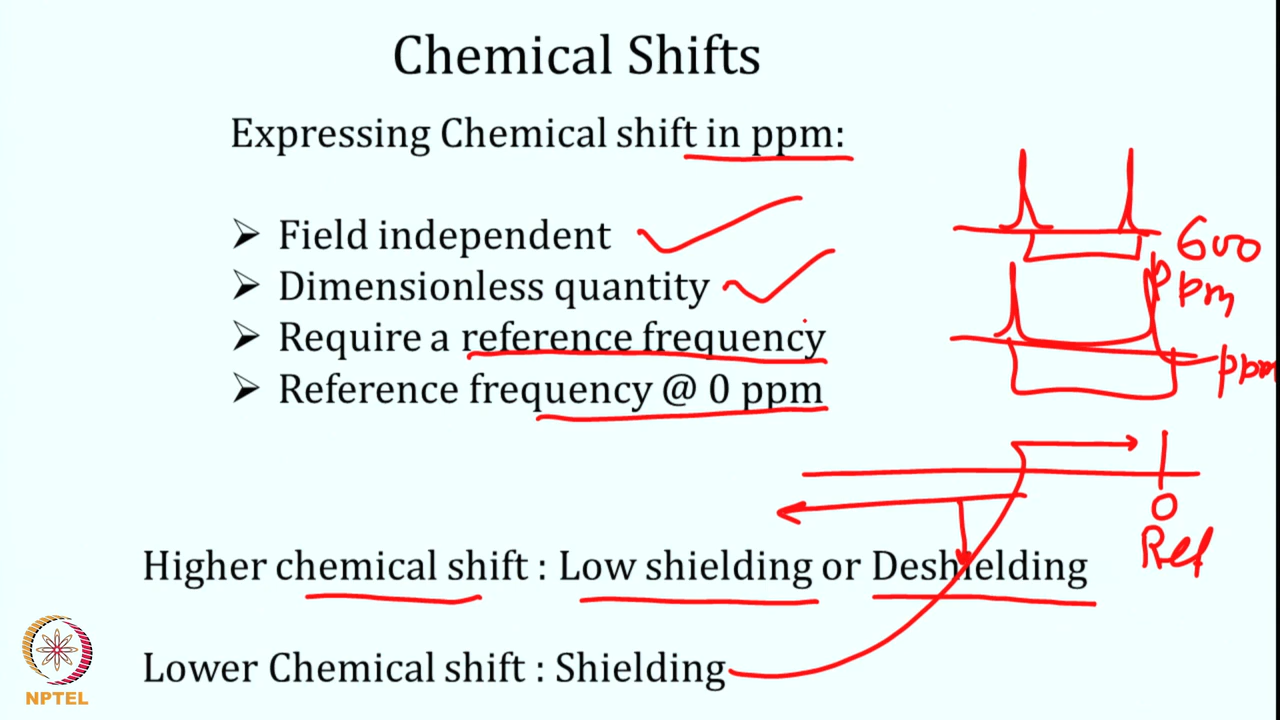 Chemical Shifts
Expressing Chemical shift in ppm:
➢ Field independent
➢ Dimensionless quantity
➢ Require a reference frequency
➢ Reference frequency @ 0 ppm
600
ppm
ppm
0
Ref
Higher chemical shift : Low shielding or Deshielding
Lower Chemical shift : Shielding
NPTEL